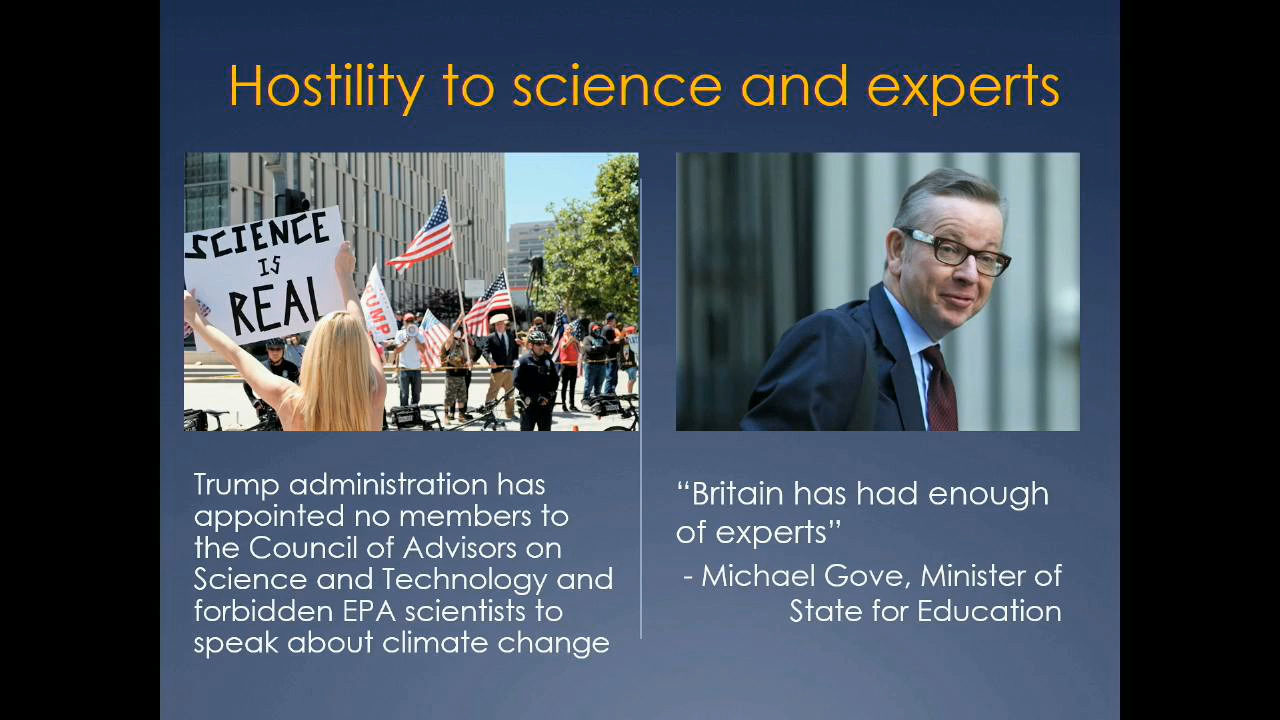 Hostility to science and experts
SCIENCE
IS
REAL
TRUMP
Trump administration has
appointed no members to
the Council of Advisors on
Science and Technology and
forbidden EPA scientists to
speak about climate change
“Britain has had enough
of experts”
- Michael Gove, Minister of
State for Education